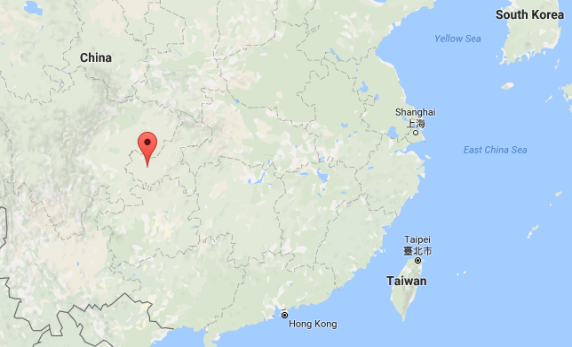 South Korea
Yellow Sea
China
Shanghai
上海
East China Sea
Taipei
臺北市
Taiwan
Hong Kong